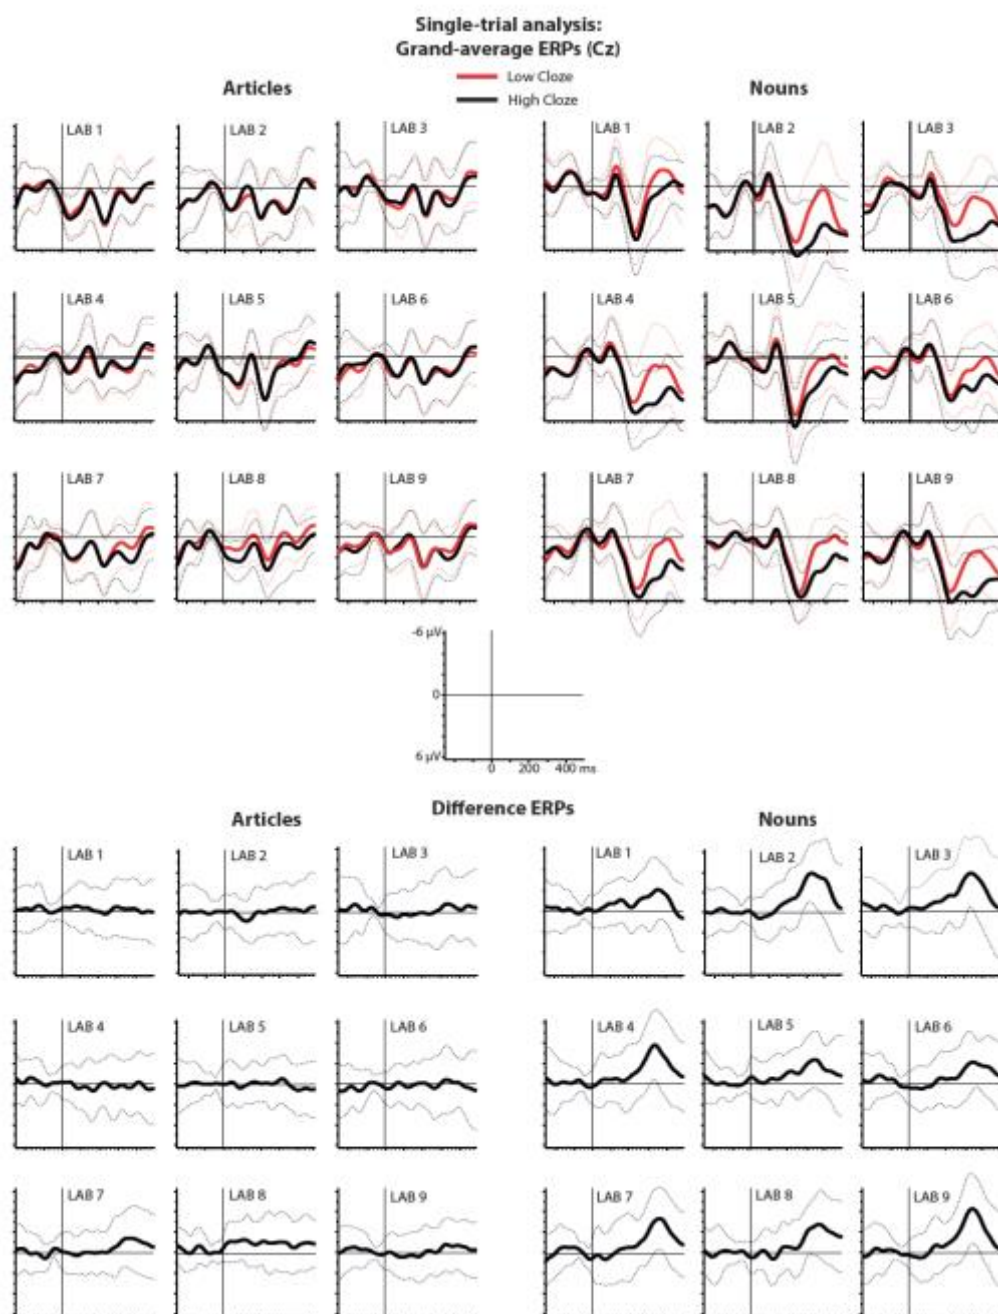 Single-trial analysis:
Grand-average ERPs (Cz)
Low Cloze
High Cloze
Articles
Nouns
LAB 1
LAB 2
LAB 3
LAB 1
LAB 2
LAB 3
LAB 4
LAB 5
LAB 6
LAB 4
LAB 5
LAB 6
LAB 7
LAB 8
LAB 9
LAB 7
LAB 8
LAB 9
-6 µV
0
6 µV
0 200 400 ms
Difference ERPs
Articles
Nouns
LAB 1
LAB 2
LAB 3
LAB 1
LAB 2
LAB 3
LAB 4
LAB 5
LAB 6
LAB 4
LAB 5
LAB 6
LAB 7
LAB 8
LAB 9
LAB 7
LAB 8
LAB 9